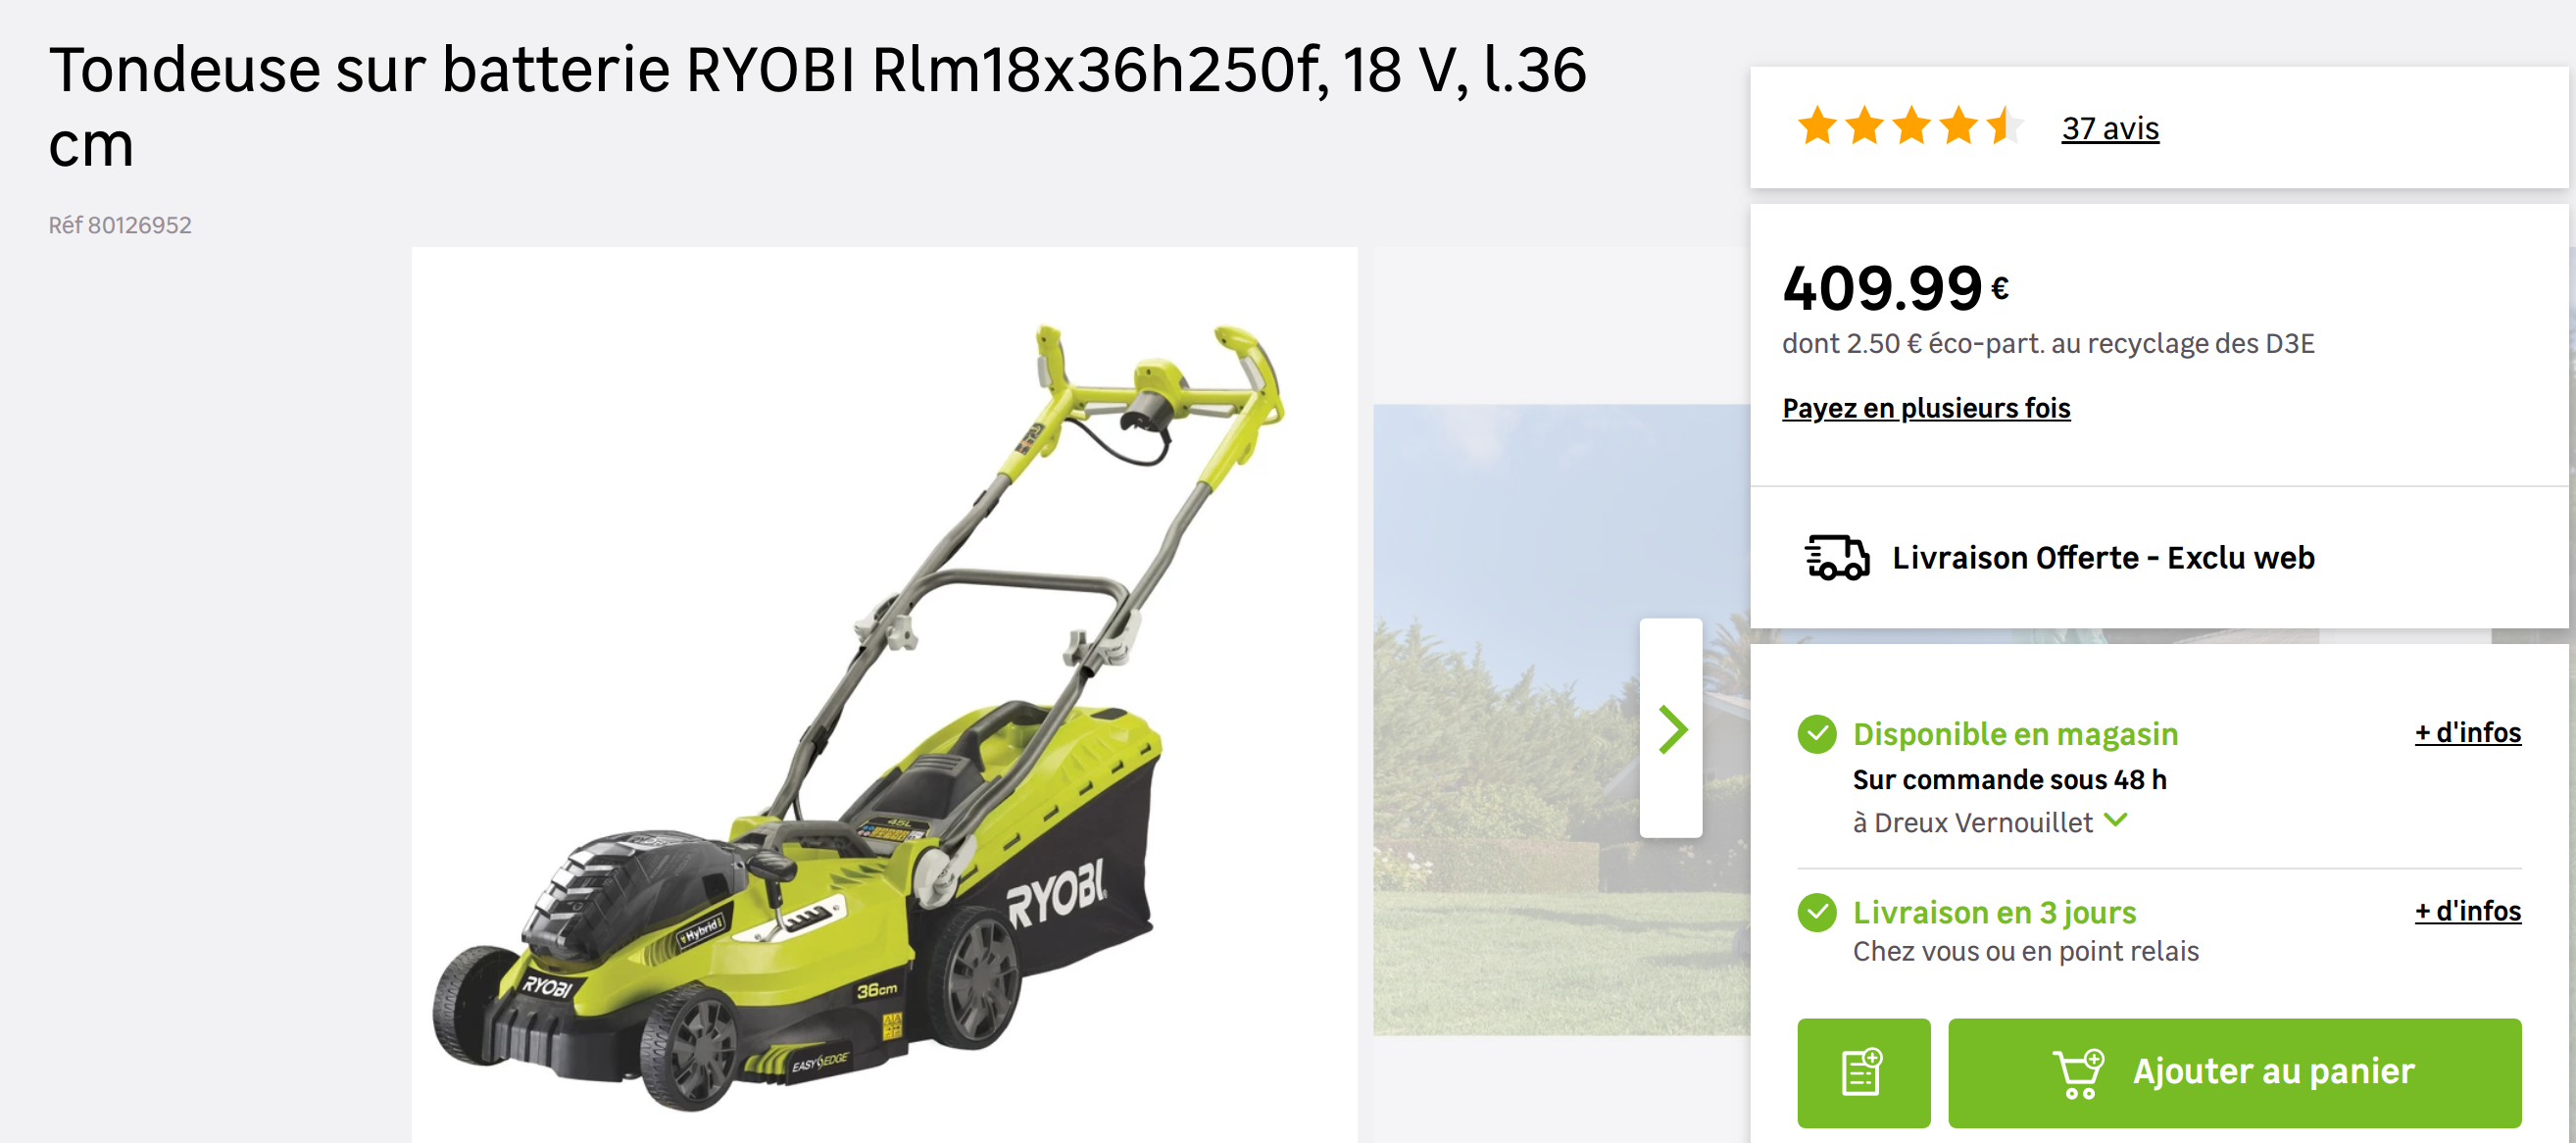 Tondeuse sur batterie RYOBI Rlm18x36h250f, 18 V, l.36
cm
Réf 80126952
37 avis
409.99 €
dont 2.50 € éco-part. au recyclage des D3E
Payez en plusieurs fois
Livraison Offerte - Exclu web
Disponible en magasin
+ d'infos
Sur commande sous 48 h
à Dreux Vernouillet
Livraison en 3 jours
+ d'infos
Chez vous ou en point relais
Ajouter au panier
45L
RYOBI
Hybrid
RYOBI
36cm
EASY EDGE